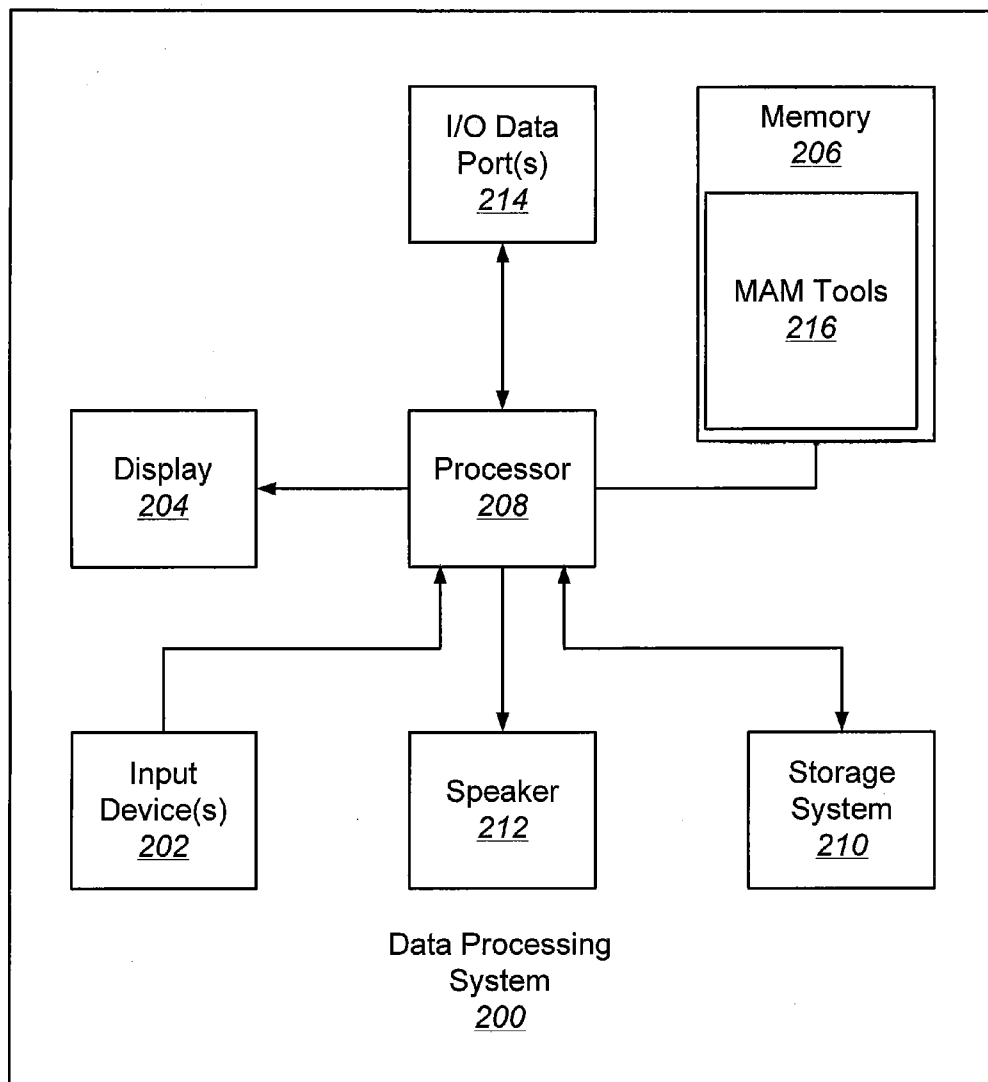 I/O Data
Port(s)
214
Memory
206
MAM Tools
216
Display
204
Processor
208
Input
Device(s)
202
Speaker
212
Storage
System
210
Data Processing
System
200